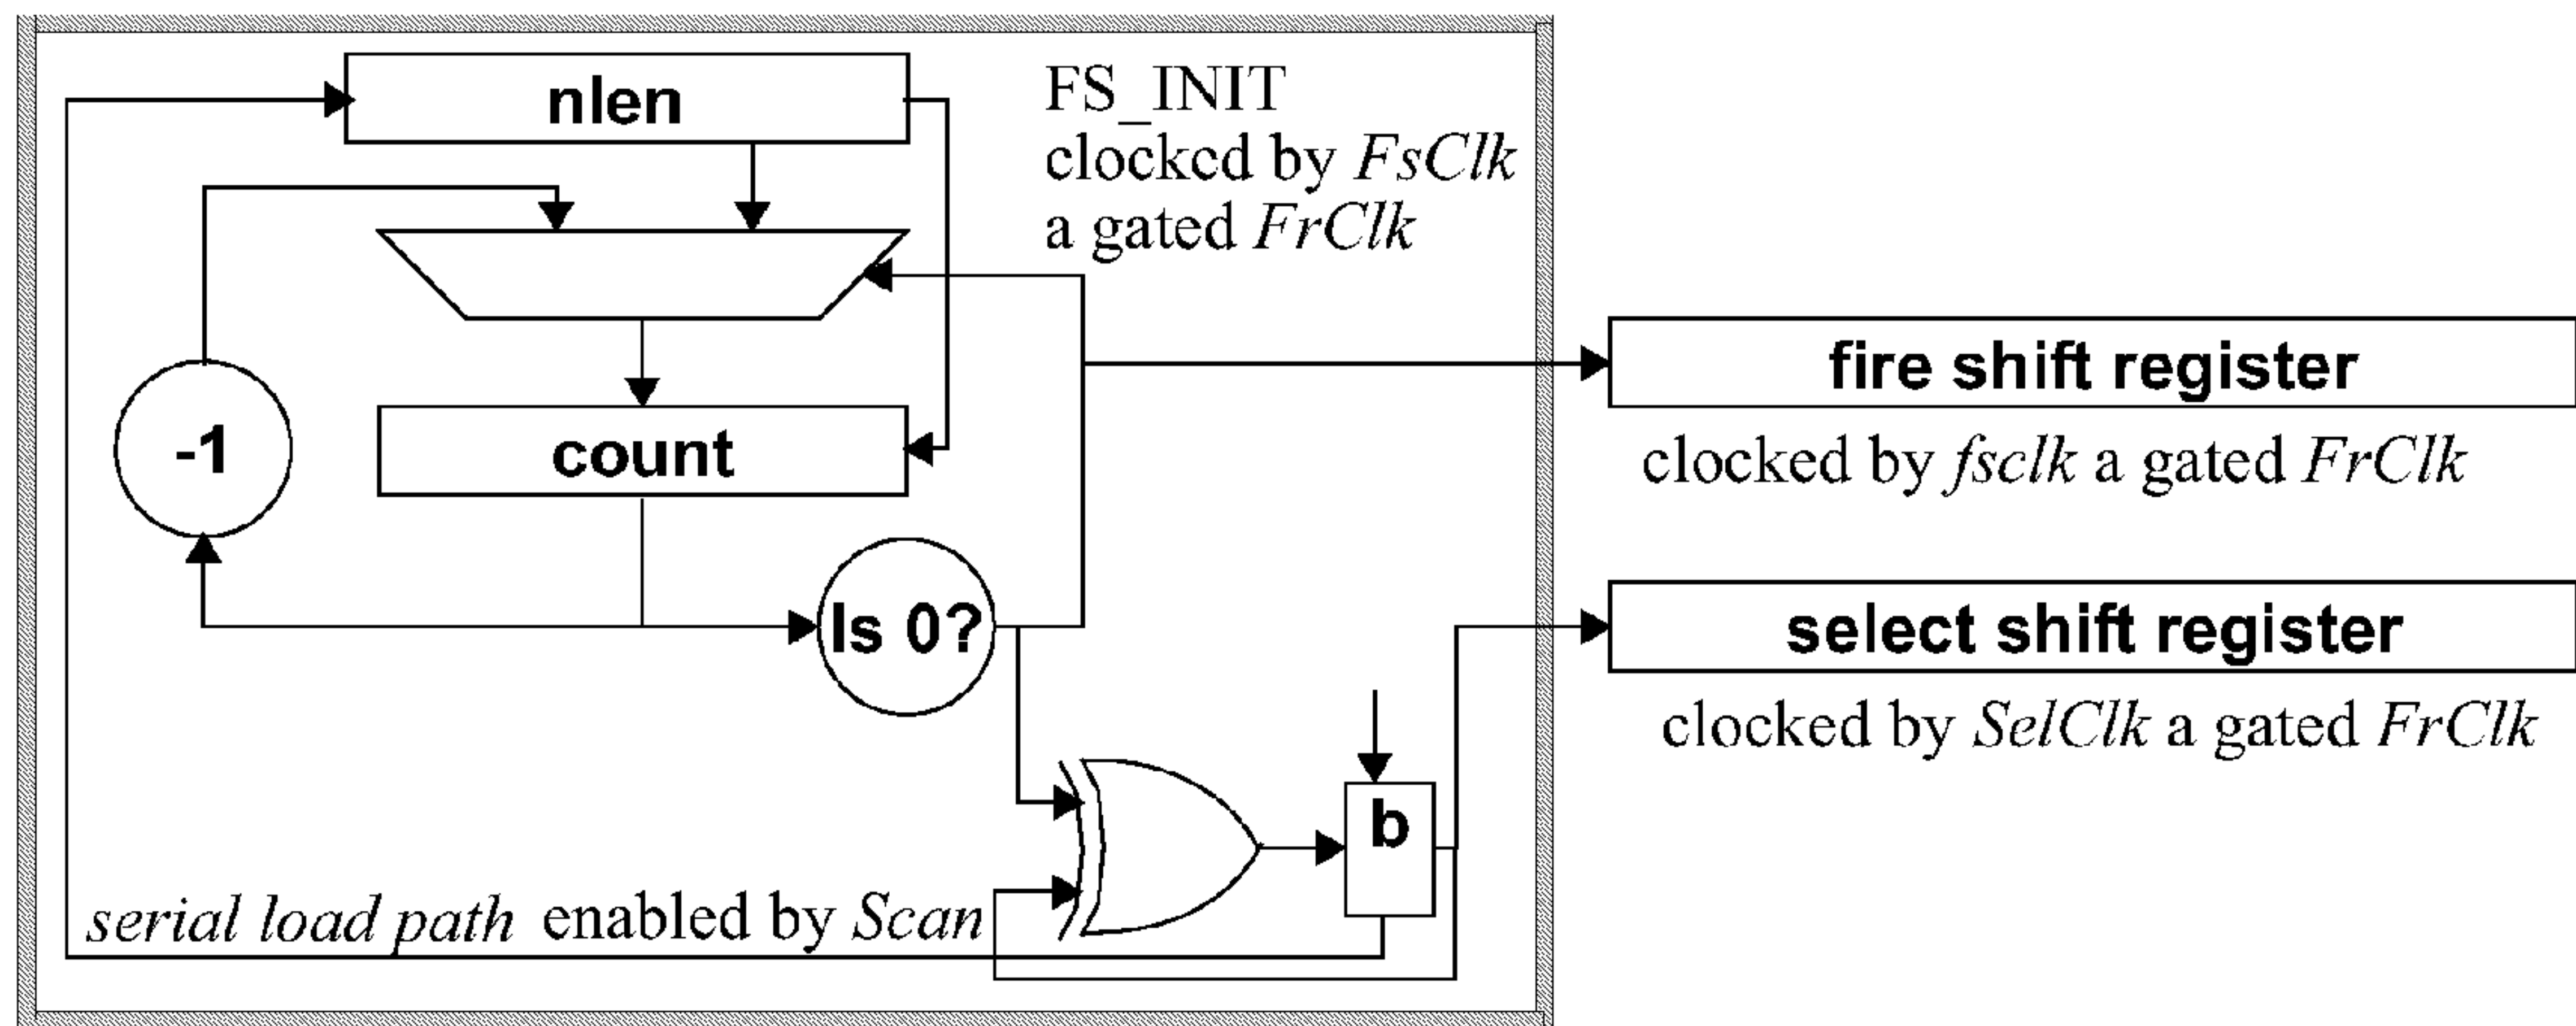 nlen
FS_INIT
clocked by FsClk
a gated FrClk
-1
count
Is 0?
b
serial load path enabled by Scan
fire shift register
clocked by fsclk a gated FrClk
select shift register
clocked by SelClk a gated FrClk